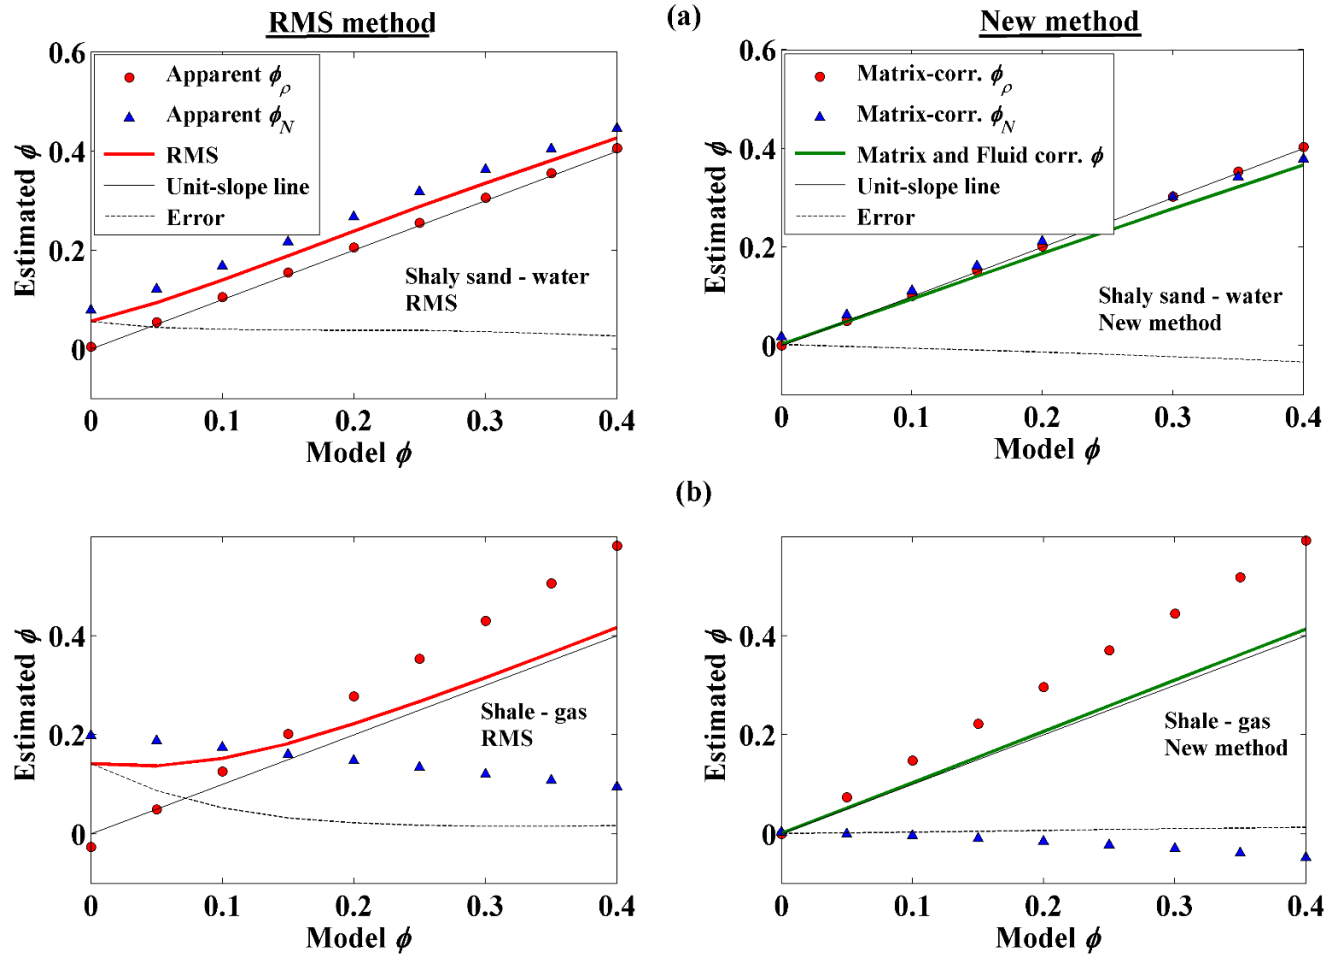 RMS method
(a)
New method
0.6
0.4
0.2
0
Estimated ϕ
Apparent ϕρ
Apparent ϕN
RMS
Unit-slope line
Error
Shaly sand - water
RMS
0 0.1 0.2 0.3 0.4
Model ϕ
0.6
0.4
0.2
0
Estimated ϕ
Matrix-corr. ϕρ
Matrix-corr. ϕN
Matrix and Fluid corr. ϕ
Unit-slope line
Error
Shaly sand - water
New method
0 0.1 0.2 0.3 0.4
Model ϕ
(b)
0.4
0.2
0
Estimated ϕ
Shale - gas
RMS
0 0.1 0.2 0.3 0.4
Model ϕ
0.4
0.2
0
Estimated ϕ
Shale - gas
New method
0 0.1 0.2 0.3 0.4
Model ϕ